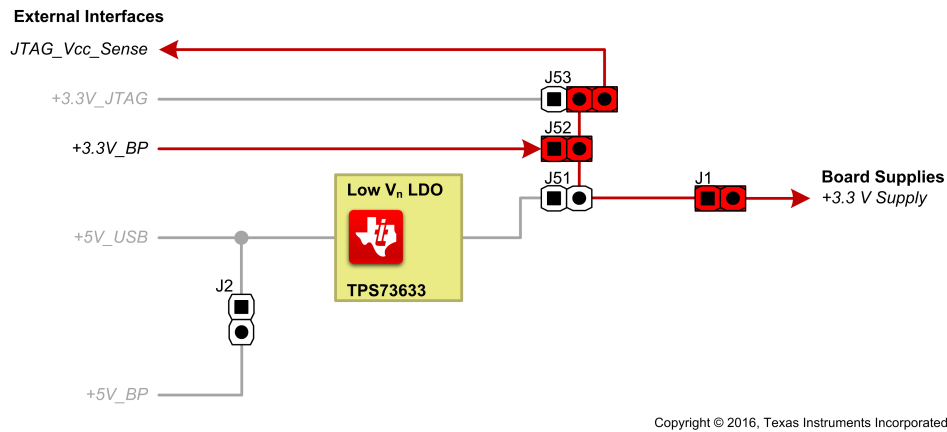 External Interfaces
JTAG_Vcc_Sense
J53
+3.3V_JTAG
J52
+3.3V_BP
J51
J1
Board Supplies
+3.3 V Supply
Low Vn LDO
+5V_USB
TPS73633
J2
+5V_BP
Copyright © 2016, Texas Instruments Incorporated